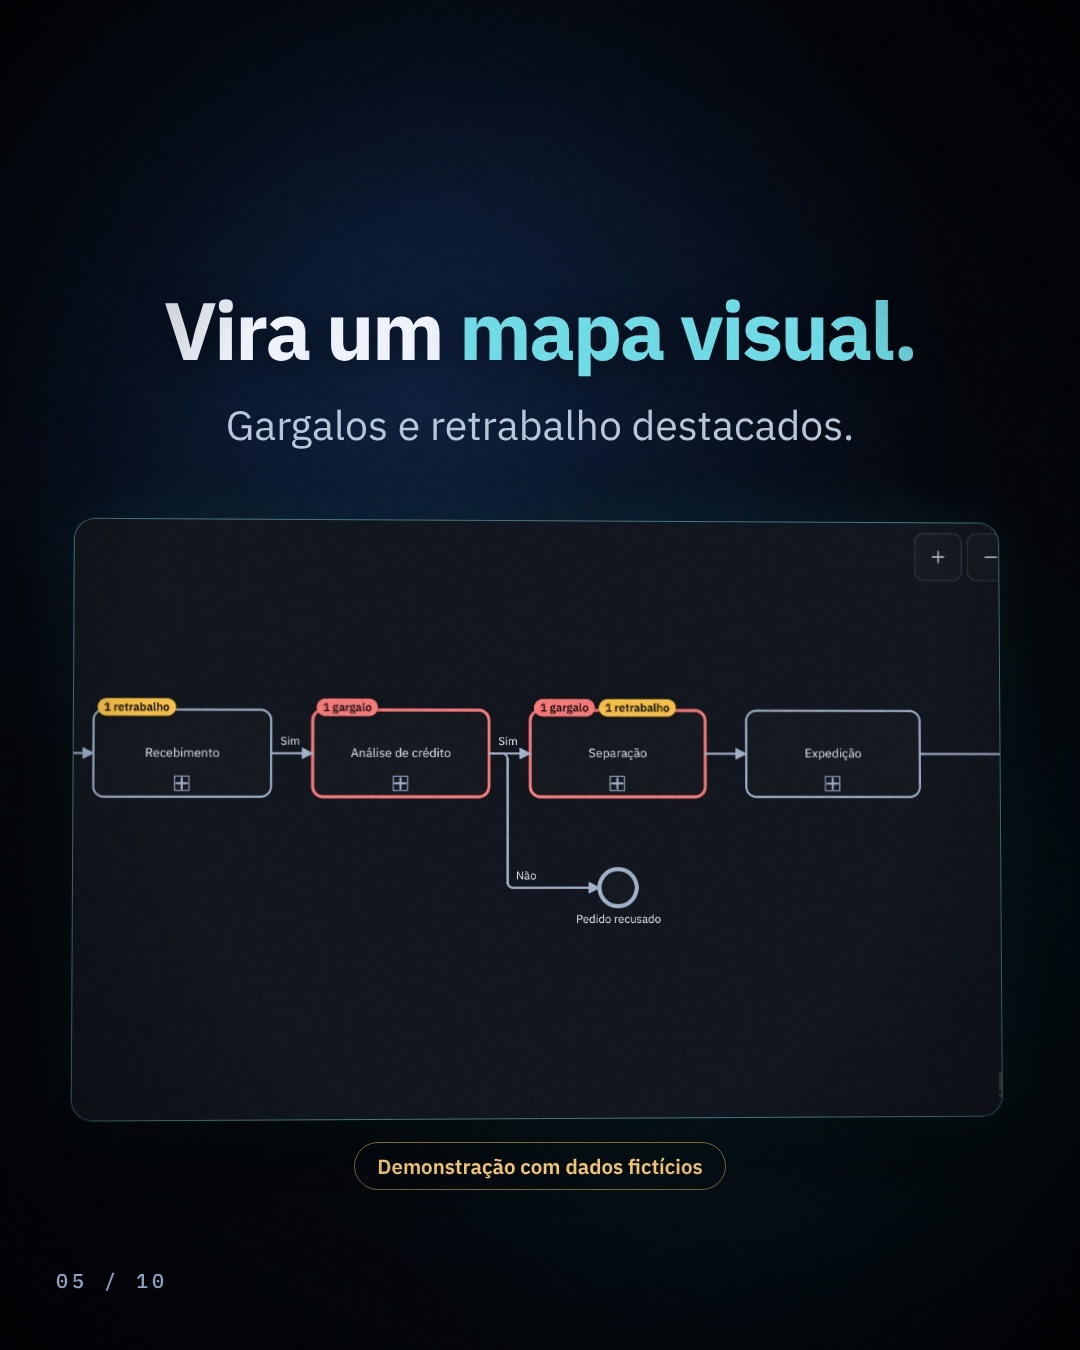 Vira um mapa visual.
Gargalos e retrabalho destacados.
+ −
1 retrabalho
1 gargalo
1 gargalo
1 retrabalho
Sim
Sim
Recebimento
Análise de crédito
Separação
Expedição
Não
Pedido recusado
Demonstração com dados fictícios
05 / 10